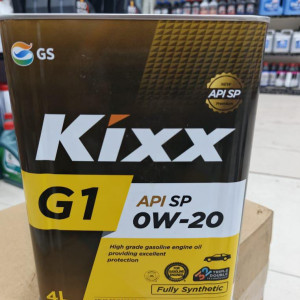 GS
API SP
Kixx
G1
API SP
0W-20
High grade gasoline engine oil
providing excellent
protection
4L
Fully Synthetic